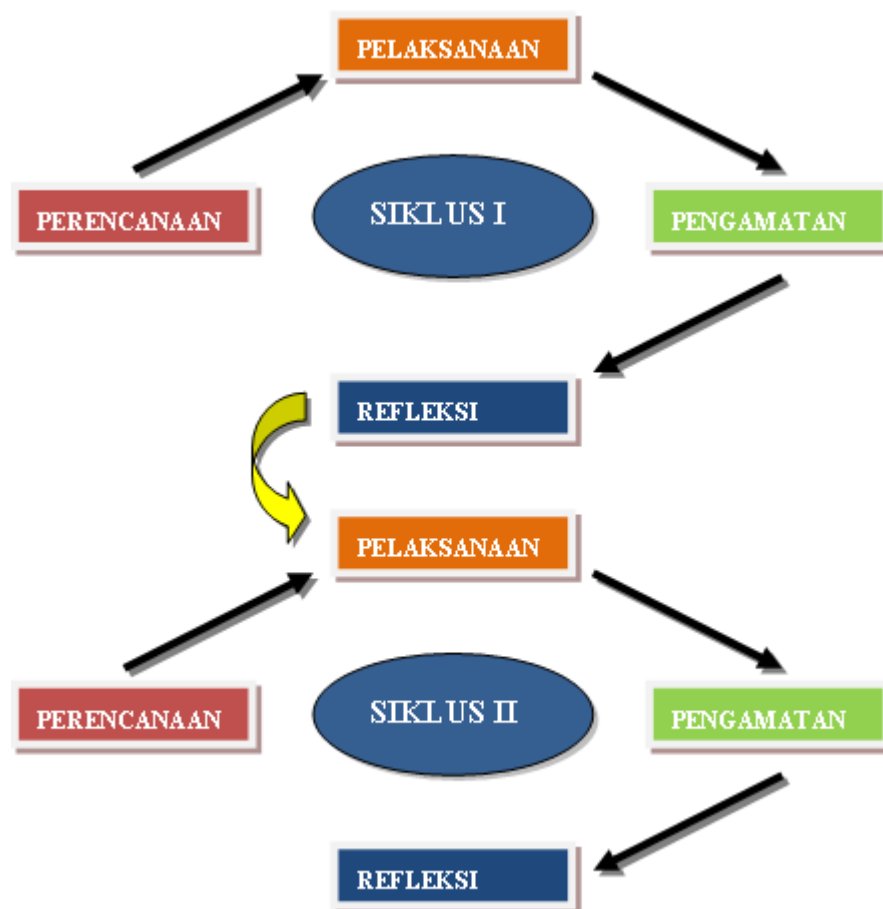 PELAKSANAAN
PERENCANAAN
SIKLUS I
PENGAMATAN
REFLEKSI
PELAKSANAAN
PERENCANAAN
SIKLUS II
PENGAMATAN
REFLEKSI